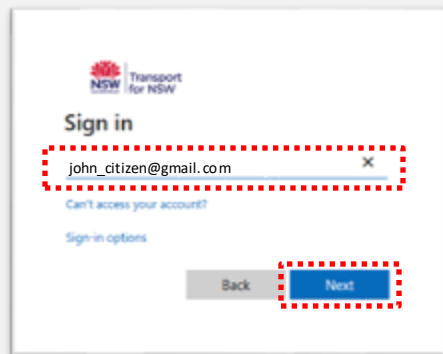 NSW
Transport
for NSW
Sign in
john_citizen@gmail.com
×
Can't access your account?
Sign-in options
Back Next